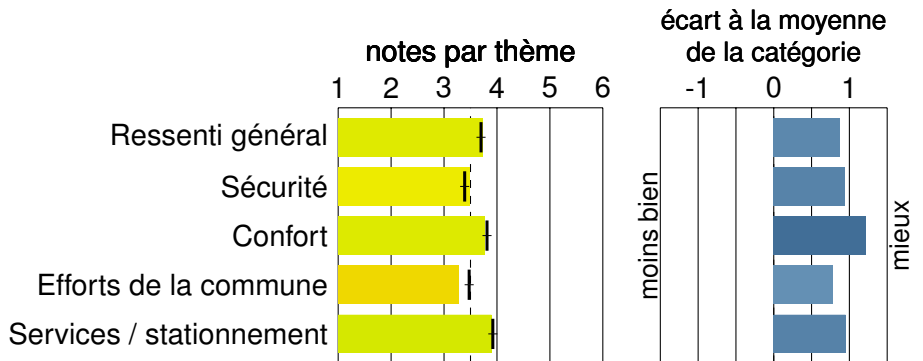 notes par thème
écart à la moyenne
de la catégorie
1 2 3 4 5 6
-1 0 1
Ressenti général
Sécurité
Confort
Efforts de la commune
Services / stationnement
moins bien
mieux